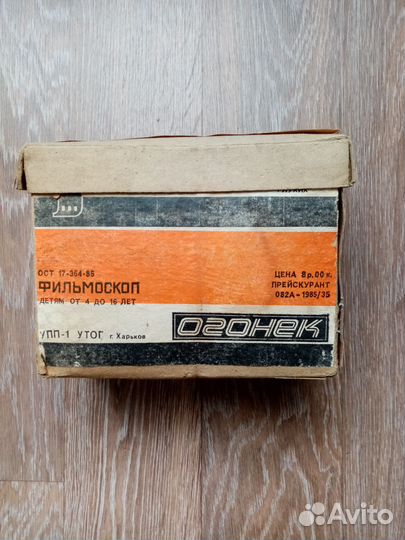 ОСТ 17-364-85
ФИЛЬМОСКОП
ДЕТЯМ ОТ 4 ДО 16 ЛЕТ
ЦЕНА 8р.00к.
ПРЕЙСКУРАНТ
082А-1985/35
УПП-1 УТОГ г. Харьков
ОГОНЕК
Avito